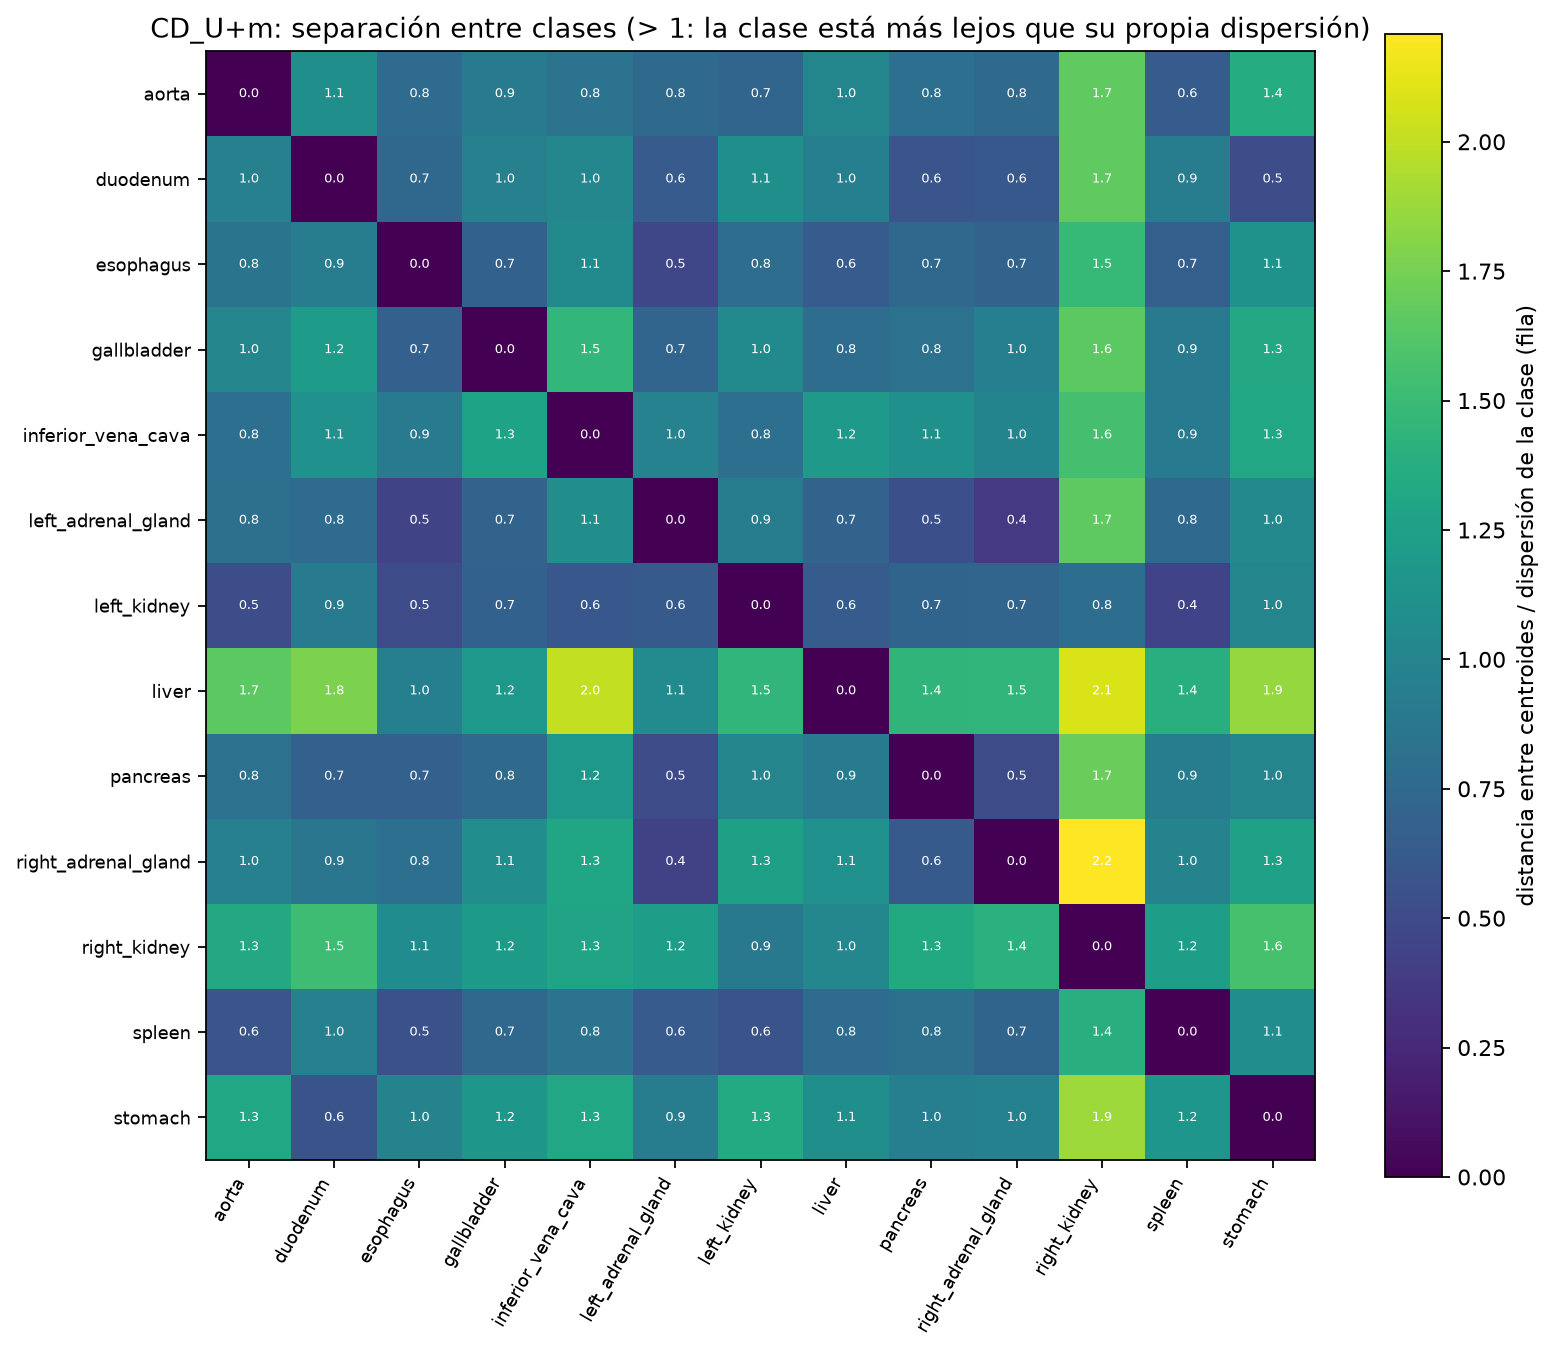 CD_U+m: separación entre clases (> 1: la clase está más lejos que su propia dispersión)
aorta 0.0 1.1 0.8 0.9 0.8 0.8 0.7 1.0 0.8 0.8 1.7 0.6 1.4
duodenum 1.0 0.0 0.7 1.0 1.0 0.6 1.1 1.0 0.6 0.6 1.7 0.9 0.5
esophagus 0.8 0.9 0.0 0.7 1.1 0.5 0.8 0.6 0.7 0.7 1.5 0.7 1.1
gallbladder 1.0 1.2 0.7 0.0 1.5 0.7 1.0 0.8 0.8 1.0 1.6 0.9 1.3
inferior_vena_cava 0.8 1.1 0.9 1.3 0.0 1.0 0.8 1.2 1.1 1.0 1.6 0.9 1.3
left_adrenal_gland 0.8 0.8 0.5 0.7 1.1 0.0 0.9 0.7 0.5 0.4 1.7 0.8 1.0
left_kidney 0.5 0.9 0.5 0.7 0.6 0.6 0.0 0.6 0.7 0.7 0.8 0.4 1.0
liver 1.7 1.8 1.0 1.2 2.0 1.1 1.5 0.0 1.4 1.5 2.1 1.4 1.9
pancreas 0.8 0.7 0.7 0.8 1.2 0.5 1.0 0.9 0.0 0.5 1.7 0.9 1.0
right_adrenal_gland 1.0 0.9 0.8 1.1 1.3 0.4 1.3 1.1 0.6 0.0 2.2 1.0 1.3
right_kidney 1.3 1.5 1.1 1.2 1.3 1.2 0.9 1.0 1.3 1.4 0.0 1.2 1.6
spleen 0.6 1.0 0.5 0.7 0.8 0.6 0.6 0.8 0.8 0.7 1.4 0.0 1.1
stomach 1.3 0.6 1.0 1.2 1.3 0.9 1.3 1.1 1.0 1.0 1.9 1.2 0.0
aorta
duodenum
esophagus
gallbladder
inferior_vena_cava
left_adrenal_gland
left_kidney
liver
pancreas
right_adrenal_gland
right_kidney
spleen
stomach
2.00
1.75
1.50
1.25
1.00
0.75
0.50
0.25
0.00
distancia entre centroides / dispersión de la clase (fila)